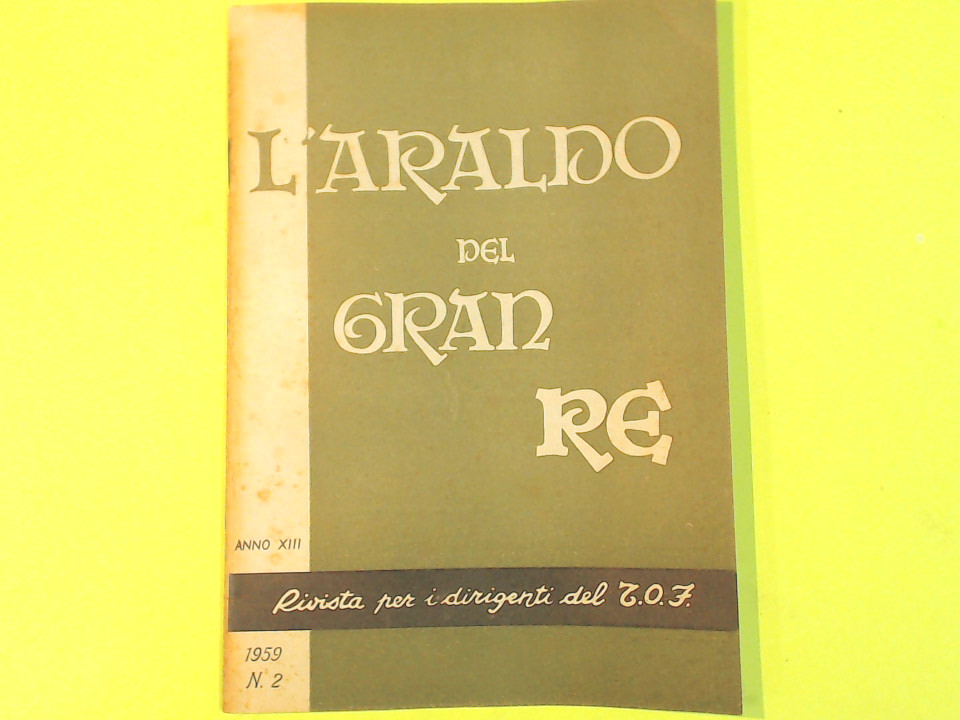 L'ARALDO
DEL
GRAN
RE
ANNO XIII
Rivista per i dirigenti del T.O.F.
1959
N. 2